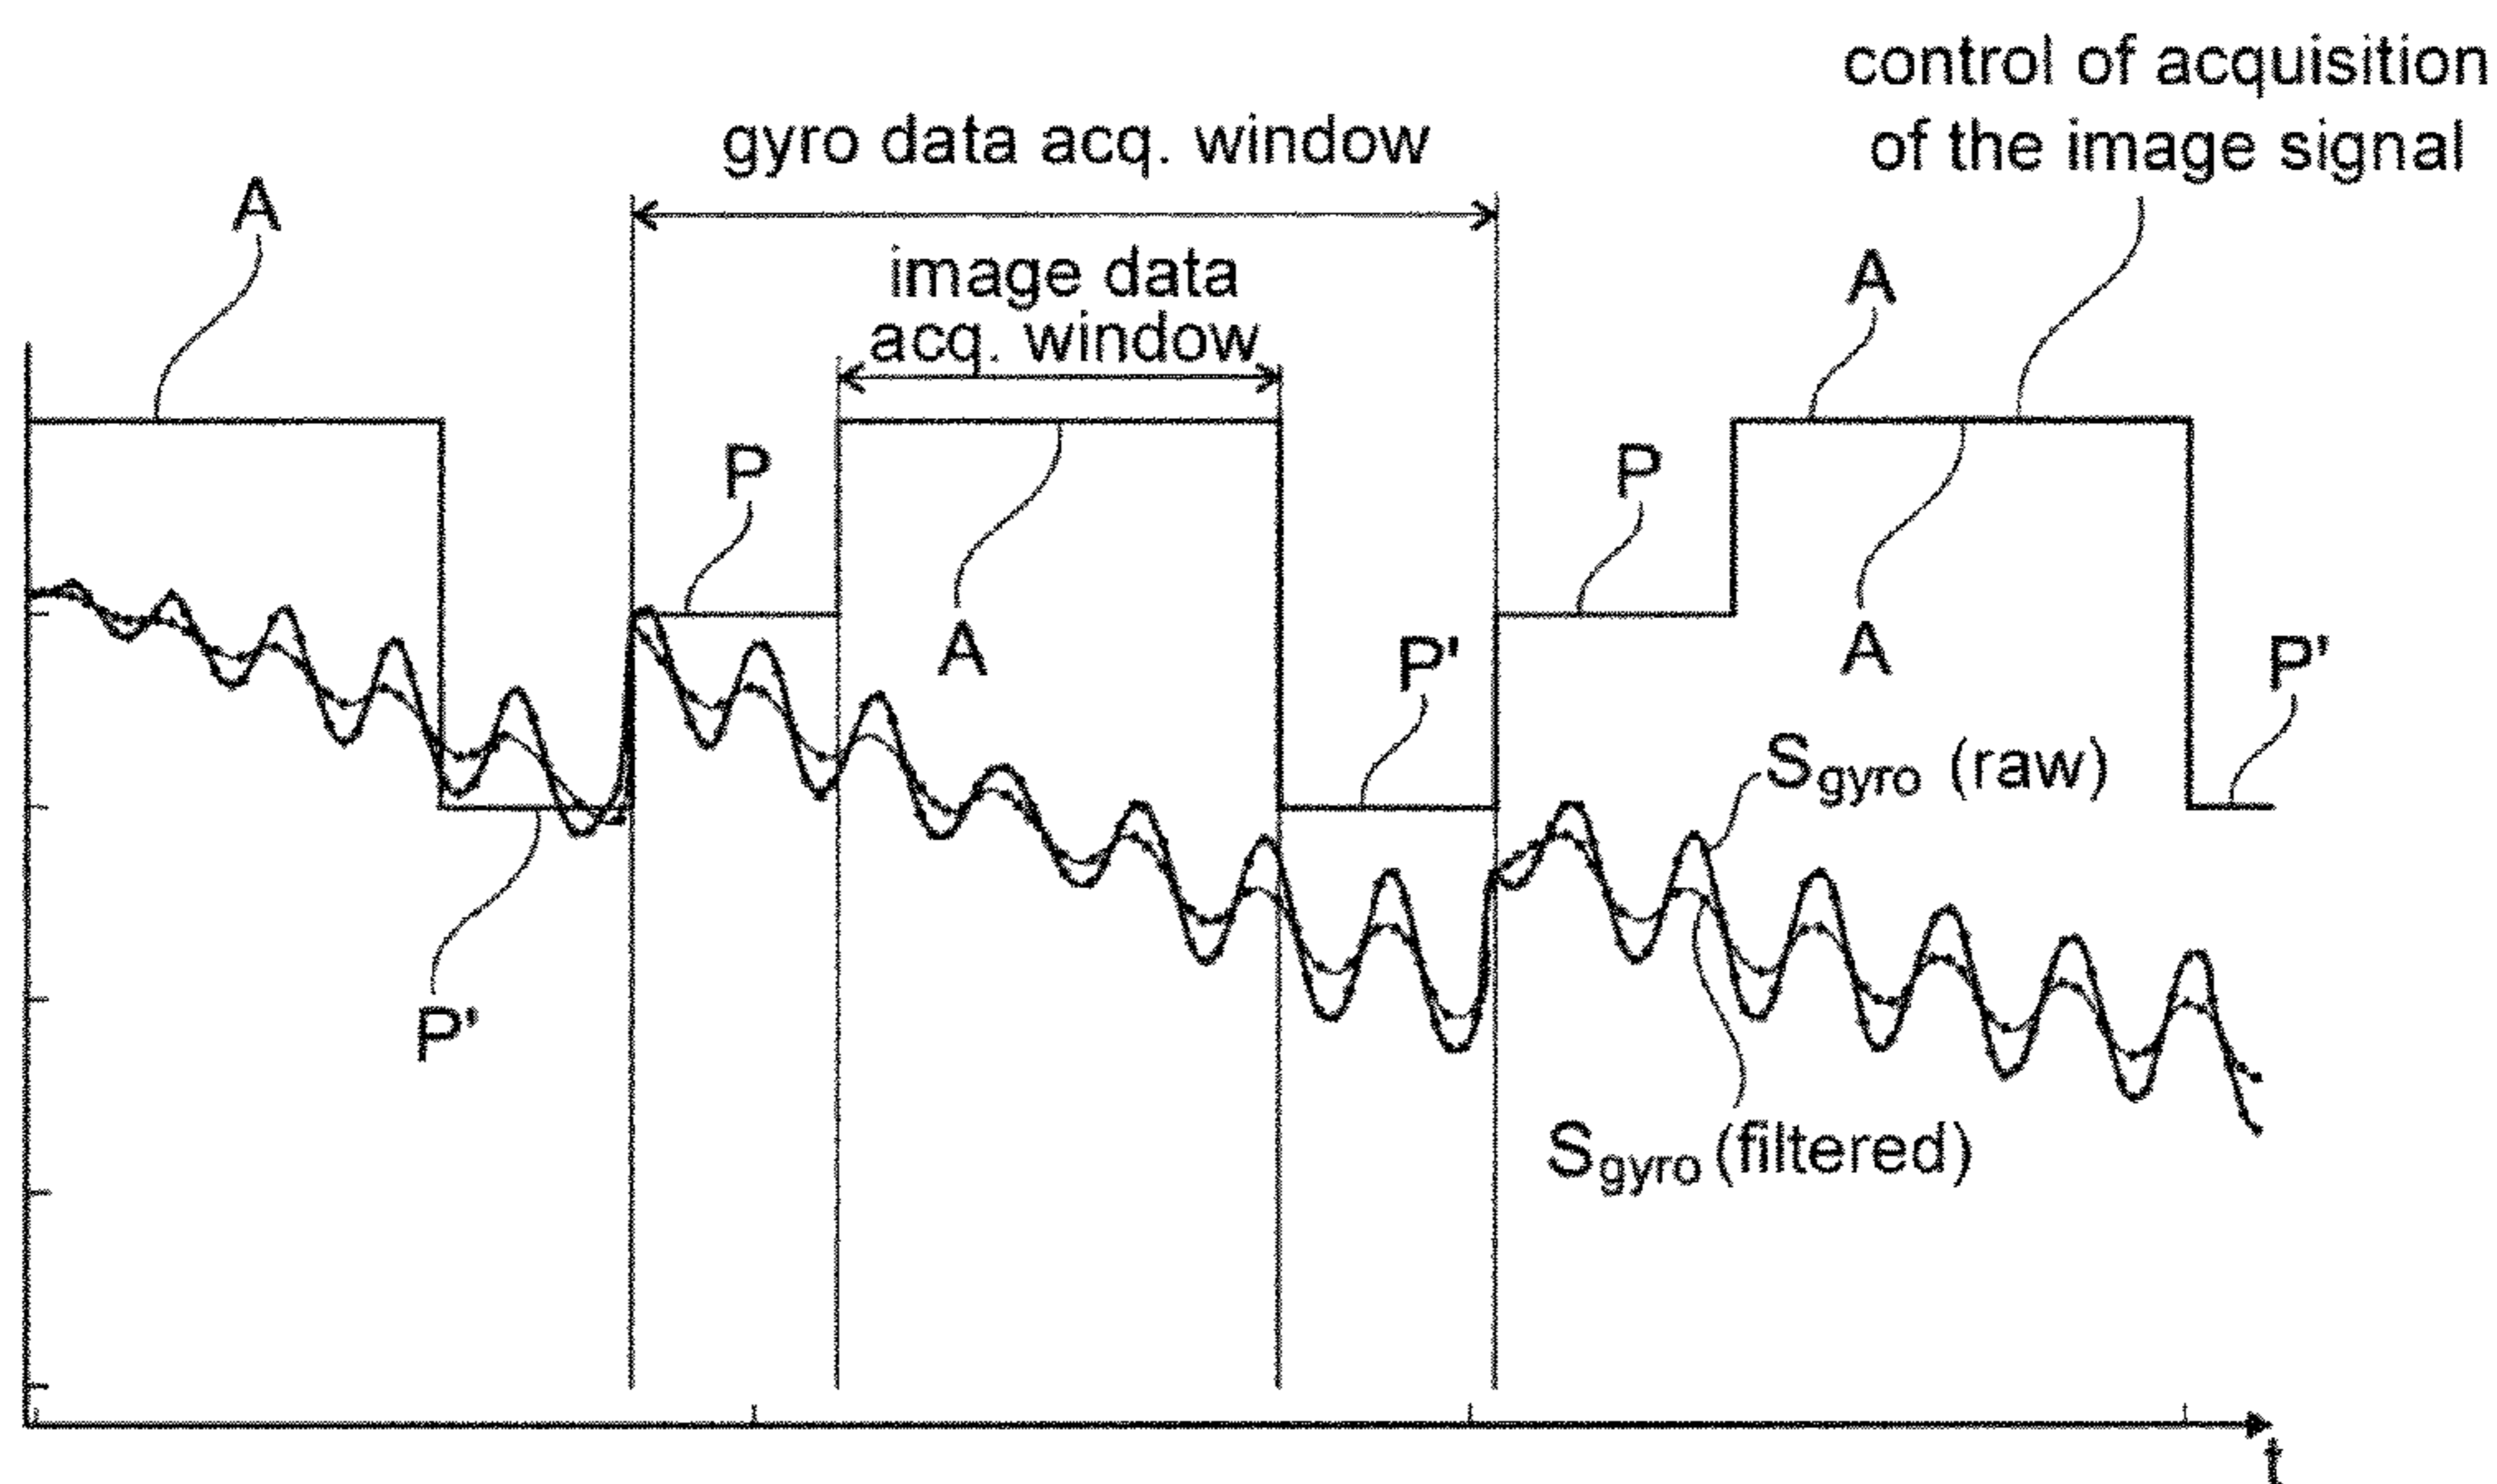 control of acquisition
of the image signal
gyro data acq. window
A
image data
acq. window
A
P
P
A
A
P'
P'
Sgyro (raw)
P'
Sgyro (filtered)
t